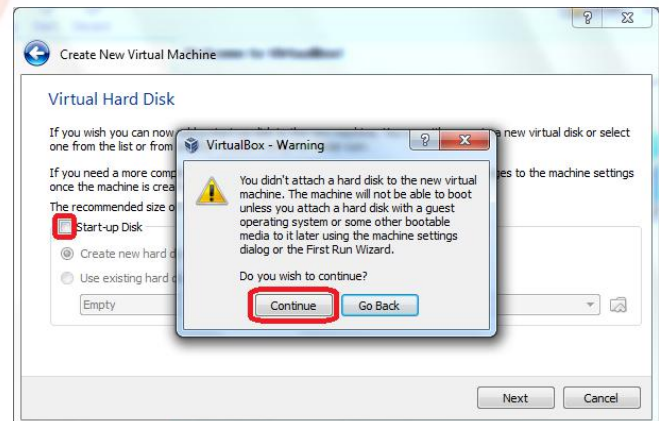 Create New Virtual Machine
Virtual Hard Disk
If you wish you can now
a new virtual disk or select
one from the list or from
If you need a more comp
ges to the machine settings
once the machine is crea
The recommended size o
Start-up Disk
Create new hard d
Use existing hard d
Empty
VirtualBox - Warning
You didn't attach a hard disk to the new virtual
machine. The machine will not be able to boot
unless you attach a hard disk with a guest
operating system or some other bootable
media to it later using the machine settings
dialog or the First Run Wizard.
Do you wish to continue?
Continue
Go Back
Next
Cancel